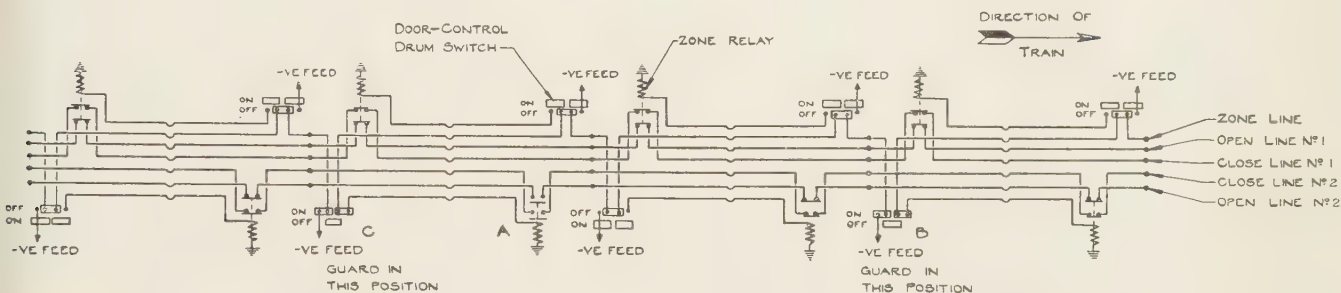 DIRECTION OF
TRAIN
DOOR-CONTROL
DRUM SWITCH
ZONE RELAY
-VE FEED
-VE FEED
-VE FEED
-VE FEED
ON
OFF
ON
OFF
ON
OFF
ON
OFF
ZONE LINE
OPEN LINE Nº 1
CLOSE LINE Nº 1
CLOSE LINE Nº 2
OPEN LINE Nº 2
OFF
ON
ON
OFF
C
A
OFF
ON
ON
OFF
B
-VE FEED
-VE FEED
-VE FEED
-VE FEED
GUARD IN
THIS POSITION
GUARD IN
THIS POSITION